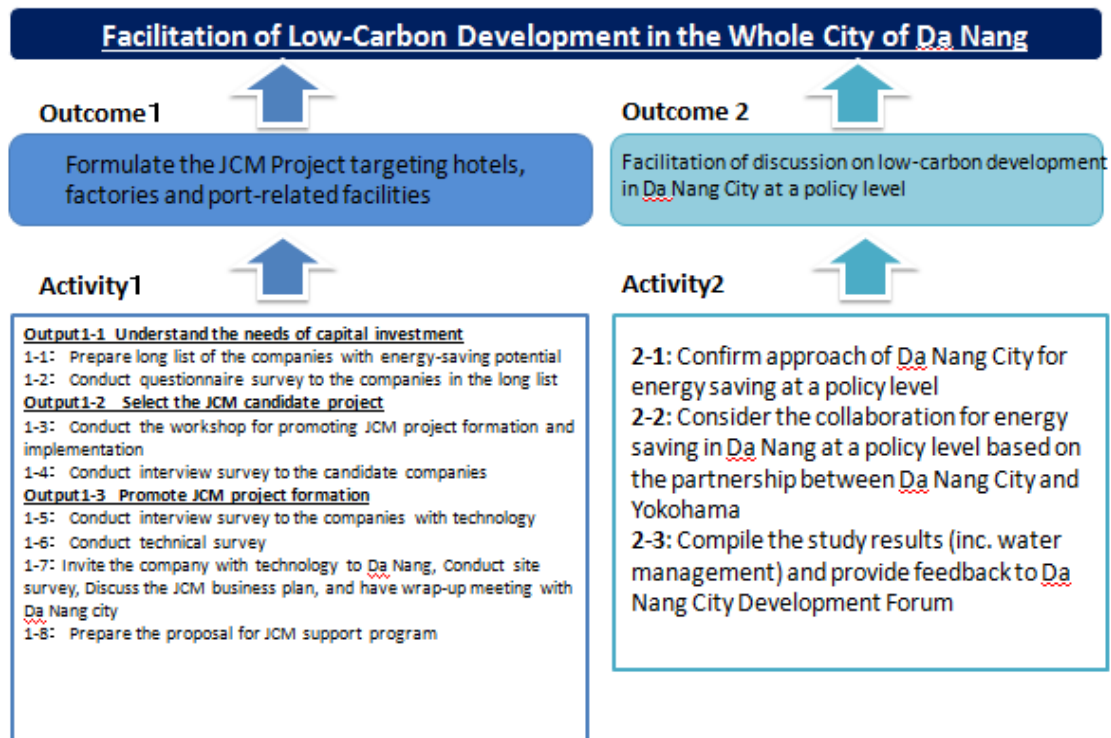 Facilitation of Low-Carbon Development in the Whole City of Da Nang
Outcome1
Formulate the JCM Project targeting hotels,
factories and port-related facilities
Activity1
Output1-1 Understand the needs of capital investment
1-1: Prepare long list of the companies with energy-saving potential
1-2: Conduct questionnaire survey to the companies in the long list
Output1-2 Select the JCM candidate project
1-3: Conduct the workshop for promoting JCM project formation and
implementation
1-4: Conduct interview survey to the candidate companies
Output1-3 Promote JCM project formation
1-5: Conduct interview survey to the companies with technology
1-6: Conduct technical survey
1-7: Invite the company with technology to Da Nang, Conduct site
survey, Discuss the JCM business plan, and have wrap-up meeting with
Da Nang city
1-8: Prepare the proposal for JCM support program
Outcome 2
Facilitation of discussion on low-carbon development
in Da Nang City at a policy level
Activity2
2-1: Confirm approach of Da Nang City for
energy saving at a policy level
2-2: Consider the collaboration for energy
saving in Da Nang at a policy level based on
the partnership between Da Nang City and
Yokohama
2-3: Compile the study results (inc. water
management) and provide feedback to Da
Nang City Development Forum